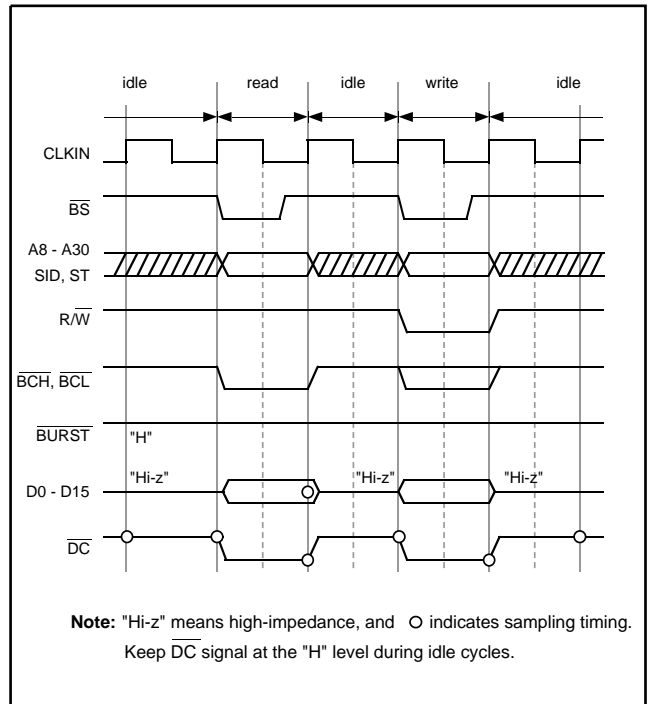 idle read idle write idle
CLKIN
BS
A8 - A30
SID, ST
R/W
BCH, BCL
BURST "H"
"Hi-z" "Hi-z" "Hi-z"
D0 - D15
DC
Note: "Hi-z" means high-impedance, and O indicates sampling timing.
Keep DC signal at the "H" level during idle cycles.